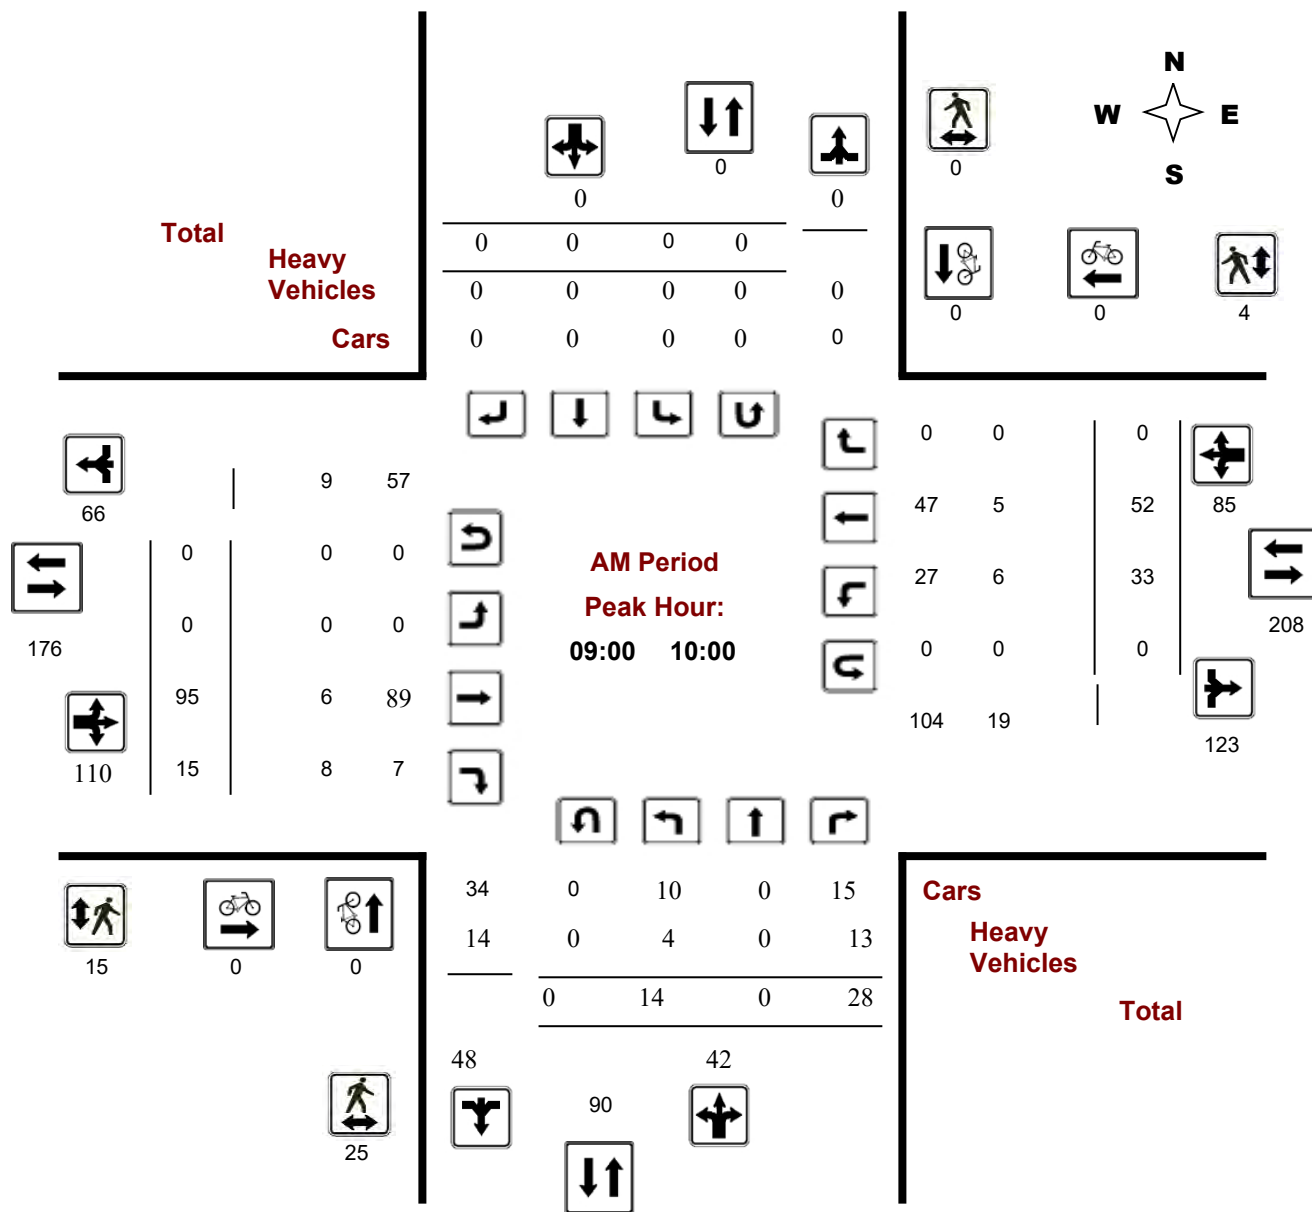 N
W E
S
0
0
0
0
0
0
4
Total
0 0 0 0
Heavy
Vehicles
0 0 0 0 0
Cars
0 0 0 0 0
0 0 0
9 57
66
47 5 52 85
0 0 0
AM Period
27 6 33
Peak Hour:
0 0 0
176
208
09:00 10:00
0 0 0
95 6 89
104 19
123
110 15 8 7
34 0 10 0 15
Cars
14 0 4 0 13
Heavy
Vehicles
15 0 0
0 14 0 28
Total
48 42
90
25